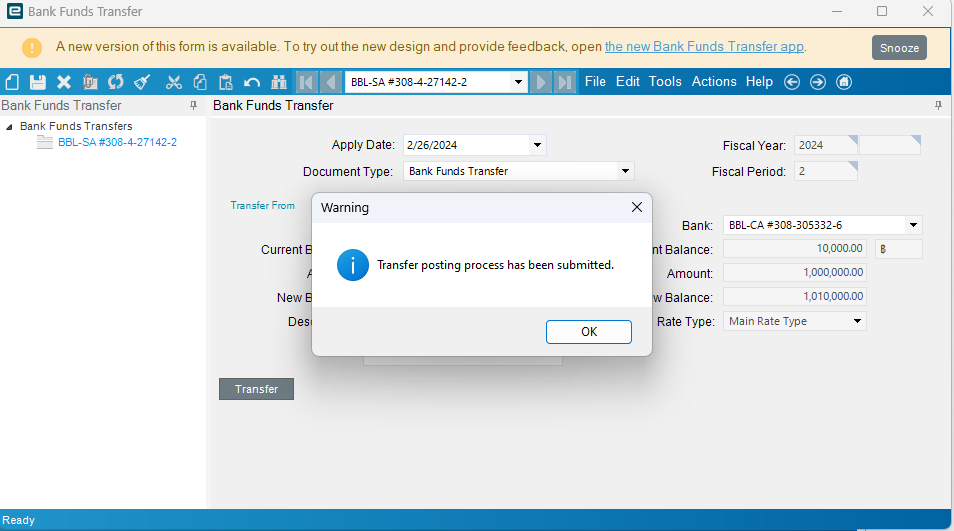 Bank Funds Transfer
A new version of this form is available. To try out the new design and provide feedback, open the new Bank Funds Transfer app.
Snooze
BBL-SA #308-4-27142-2
File Edit Tools Actions Help
Bank Funds Transfer
Bank Funds Transfers
BBL-SA #308-4-27142-2
Bank Funds Transfer
Apply Date: 2/26/2024
Fiscal Year: 2024
Document Type: Bank Funds Transfer
Fiscal Period: 2
Transfer From
Bank: BBL-CA #308-305332-6
Current B
nt Balance: 10,000.00 ฿
A
Amount: 1,000,000.00
New B
w Balance: 1,010,000.00
Desc
Rate Type: Main Rate Type
Warning
Transfer posting process has been submitted.
OK
Transfer
Ready